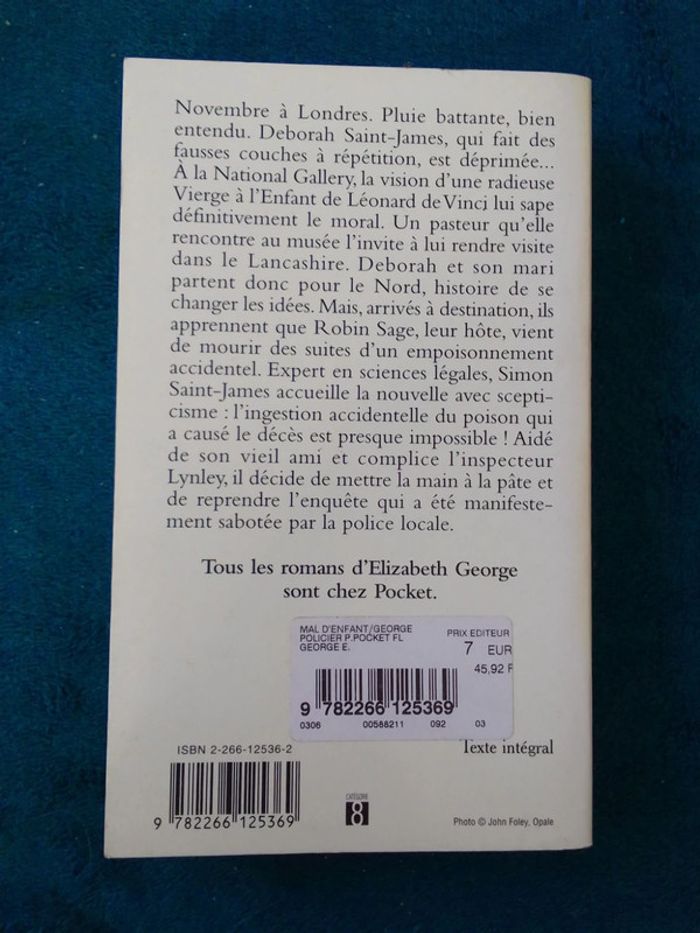 Novembre à Londres. Pluie battante, bien
entendu. Deborah Saint-James, qui fait des
fausses couches à répétition, est déprimée...
À la National Gallery, la vision d'une radieuse
Vierge à l'Enfant de Léonard de Vinci lui sape
définitivement le moral. Un pasteur qu'elle
rencontre au musée l'invite à lui rendre visite
dans le Lancashire. Deborah et son mari
partent donc pour le Nord, histoire de se
changer les idées. Mais, arrivés à destination, ils
apprennent que Robin Sage, leur hôte, vient
de mourir des suites d'un empoisonnement
accidentel. Expert en sciences légales, Simon
Saint-James accueille la nouvelle avec scepti-
cisme : l'ingestion accidentelle du poison qui
a causé le décès est presque impossible ! Aidé
de son vieil ami et complice l'inspecteur
Lynley, il décide de mettre la main à la pâte et
de reprendre l'enquête qui a été manifeste-
ment sabotée par la police locale.
Tous les romans d'Elizabeth George
sont chez Pocket.
MAL D'ENFANT/GEORGE
POLICIER P.POCKET FL
GEORGE E.
PRIX EDITEUR
7 EUR
45,92 F
9 782266 125369
0306 00588211 092 03
Texte intégral
ISBN 2-266-12536-2
9 782266 125369
CATÉGORIE
8
Photo © John Foley, Opale